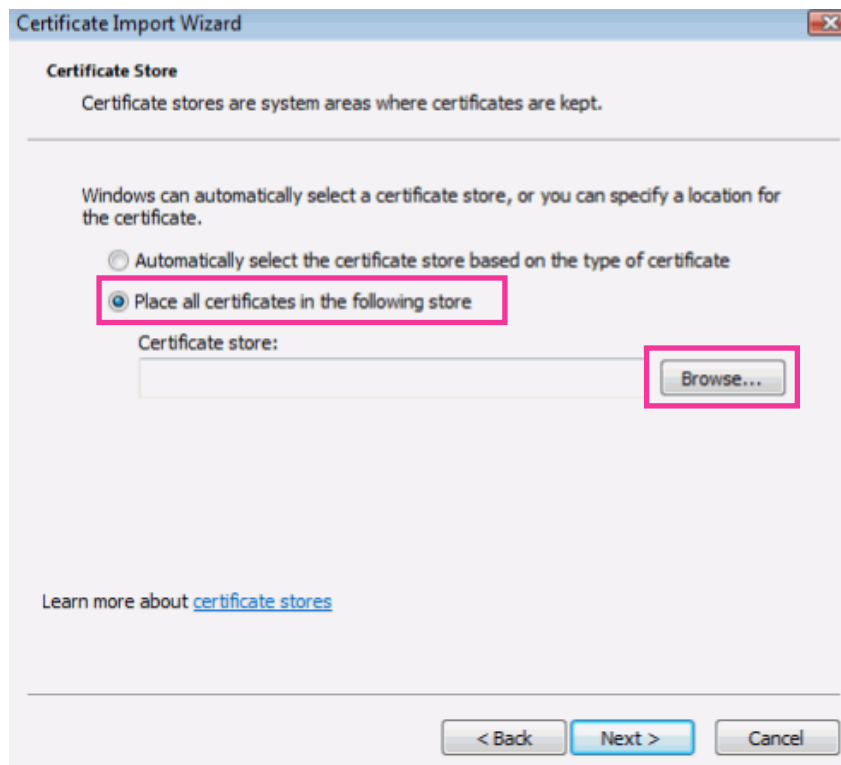 Certificate Import Wizard
Certificate Store
Certificate stores are system areas where certificates are kept.
Windows can automatically select a certificate store, or you can specify a location for
the certificate.
Automatically select the certificate store based on the type of certificate
Place all certificates in the following store
Certificate store:
Browse...
Learn more about certificate stores
< Back Next > Cancel